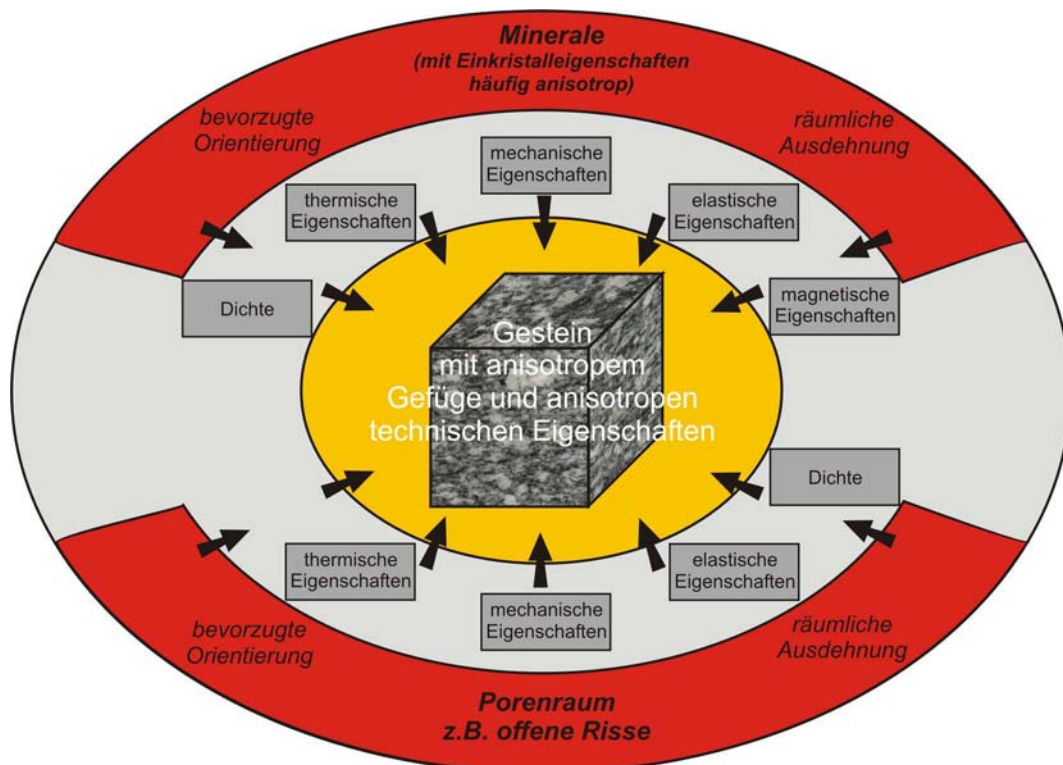 Minerale
(mit Einkristalleigenschaften
häufig anisotrop)
bevorzugte
Orientierung
räumliche
Ausdehnung
mechanische
Eigenschaften
thermische
Eigenschaften
elastische
Eigenschaften
Dichte
magnetische
Eigenschaften
Gestein
mit anisotropem
Gefüge und anisotropen
technischen Eigenschaften
Dichte
thermische
Eigenschaften
elastische
Eigenschaften
mechanische
Eigenschaften
bevorzugte
Orientierung
räumliche
Ausdehnung
Porenraum
z.B. offene Risse